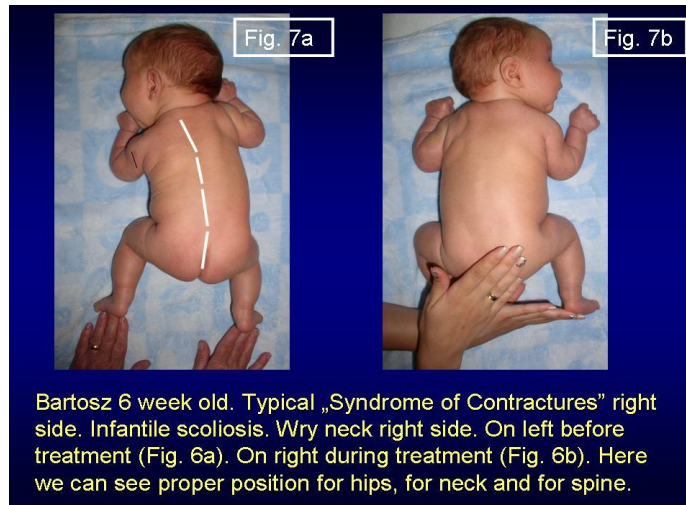 Fig. 7a
Fig. 7b
Bartosz 6 week old. Typical „Syndrome of Contractures” right
side. Infantile scoliosis. Wry neck right side. On left before
treatment (Fig. 6a). On right during treatment (Fig. 6b). Here
we can see proper position for hips, for neck and for spine.